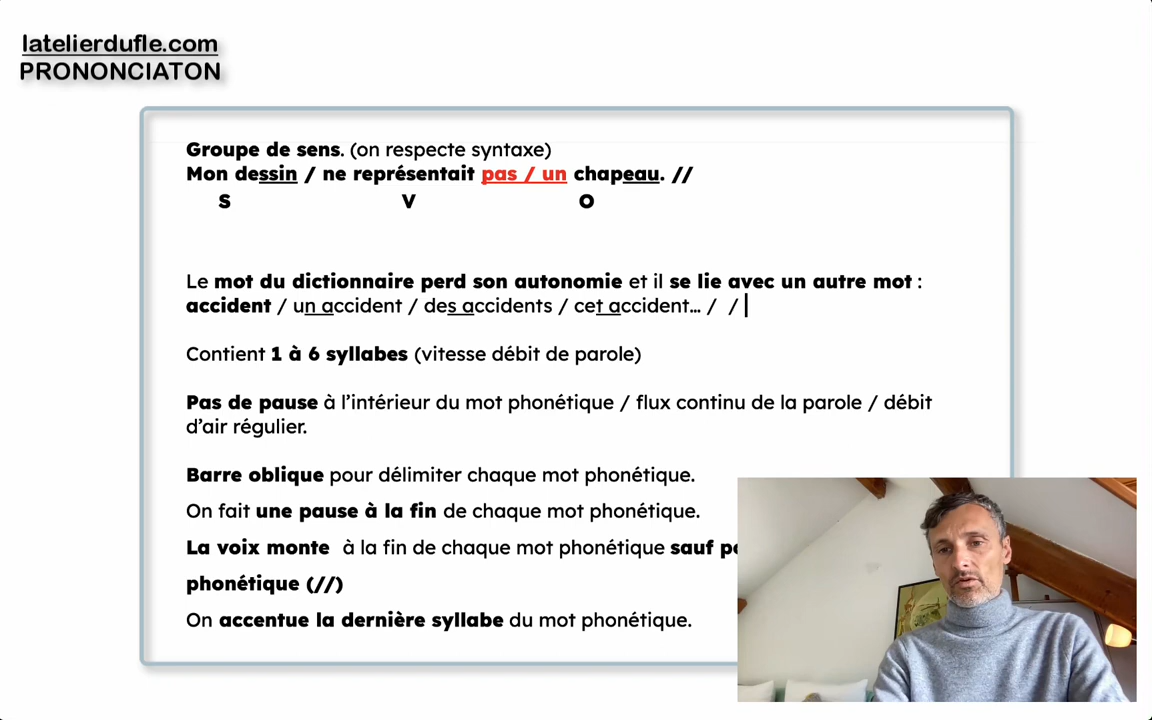 latelierdufle.com
PRONONCIATON
Groupe de sens. (on respecte syntaxe)
Mon dessin / ne représentait pas / un chapeau. //
S V O
Le mot du dictionnaire perd son autonomie et il se lie avec un autre mot :
accident / un accident / des accidents / cet accident... / /
Contient 1 à 6 syllabes (vitesse débit de parole)
Pas de pause à l’intérieur du mot phonétique / flux continu de la parole / débit
d’air régulier.
Barre oblique pour délimiter chaque mot phonétique.
On fait une pause à la fin de chaque mot phonétique.
La voix monte à la fin de chaque mot phonétique sauf
phonétique (//)
On accentue la dernière syllabe du mot phonétique.